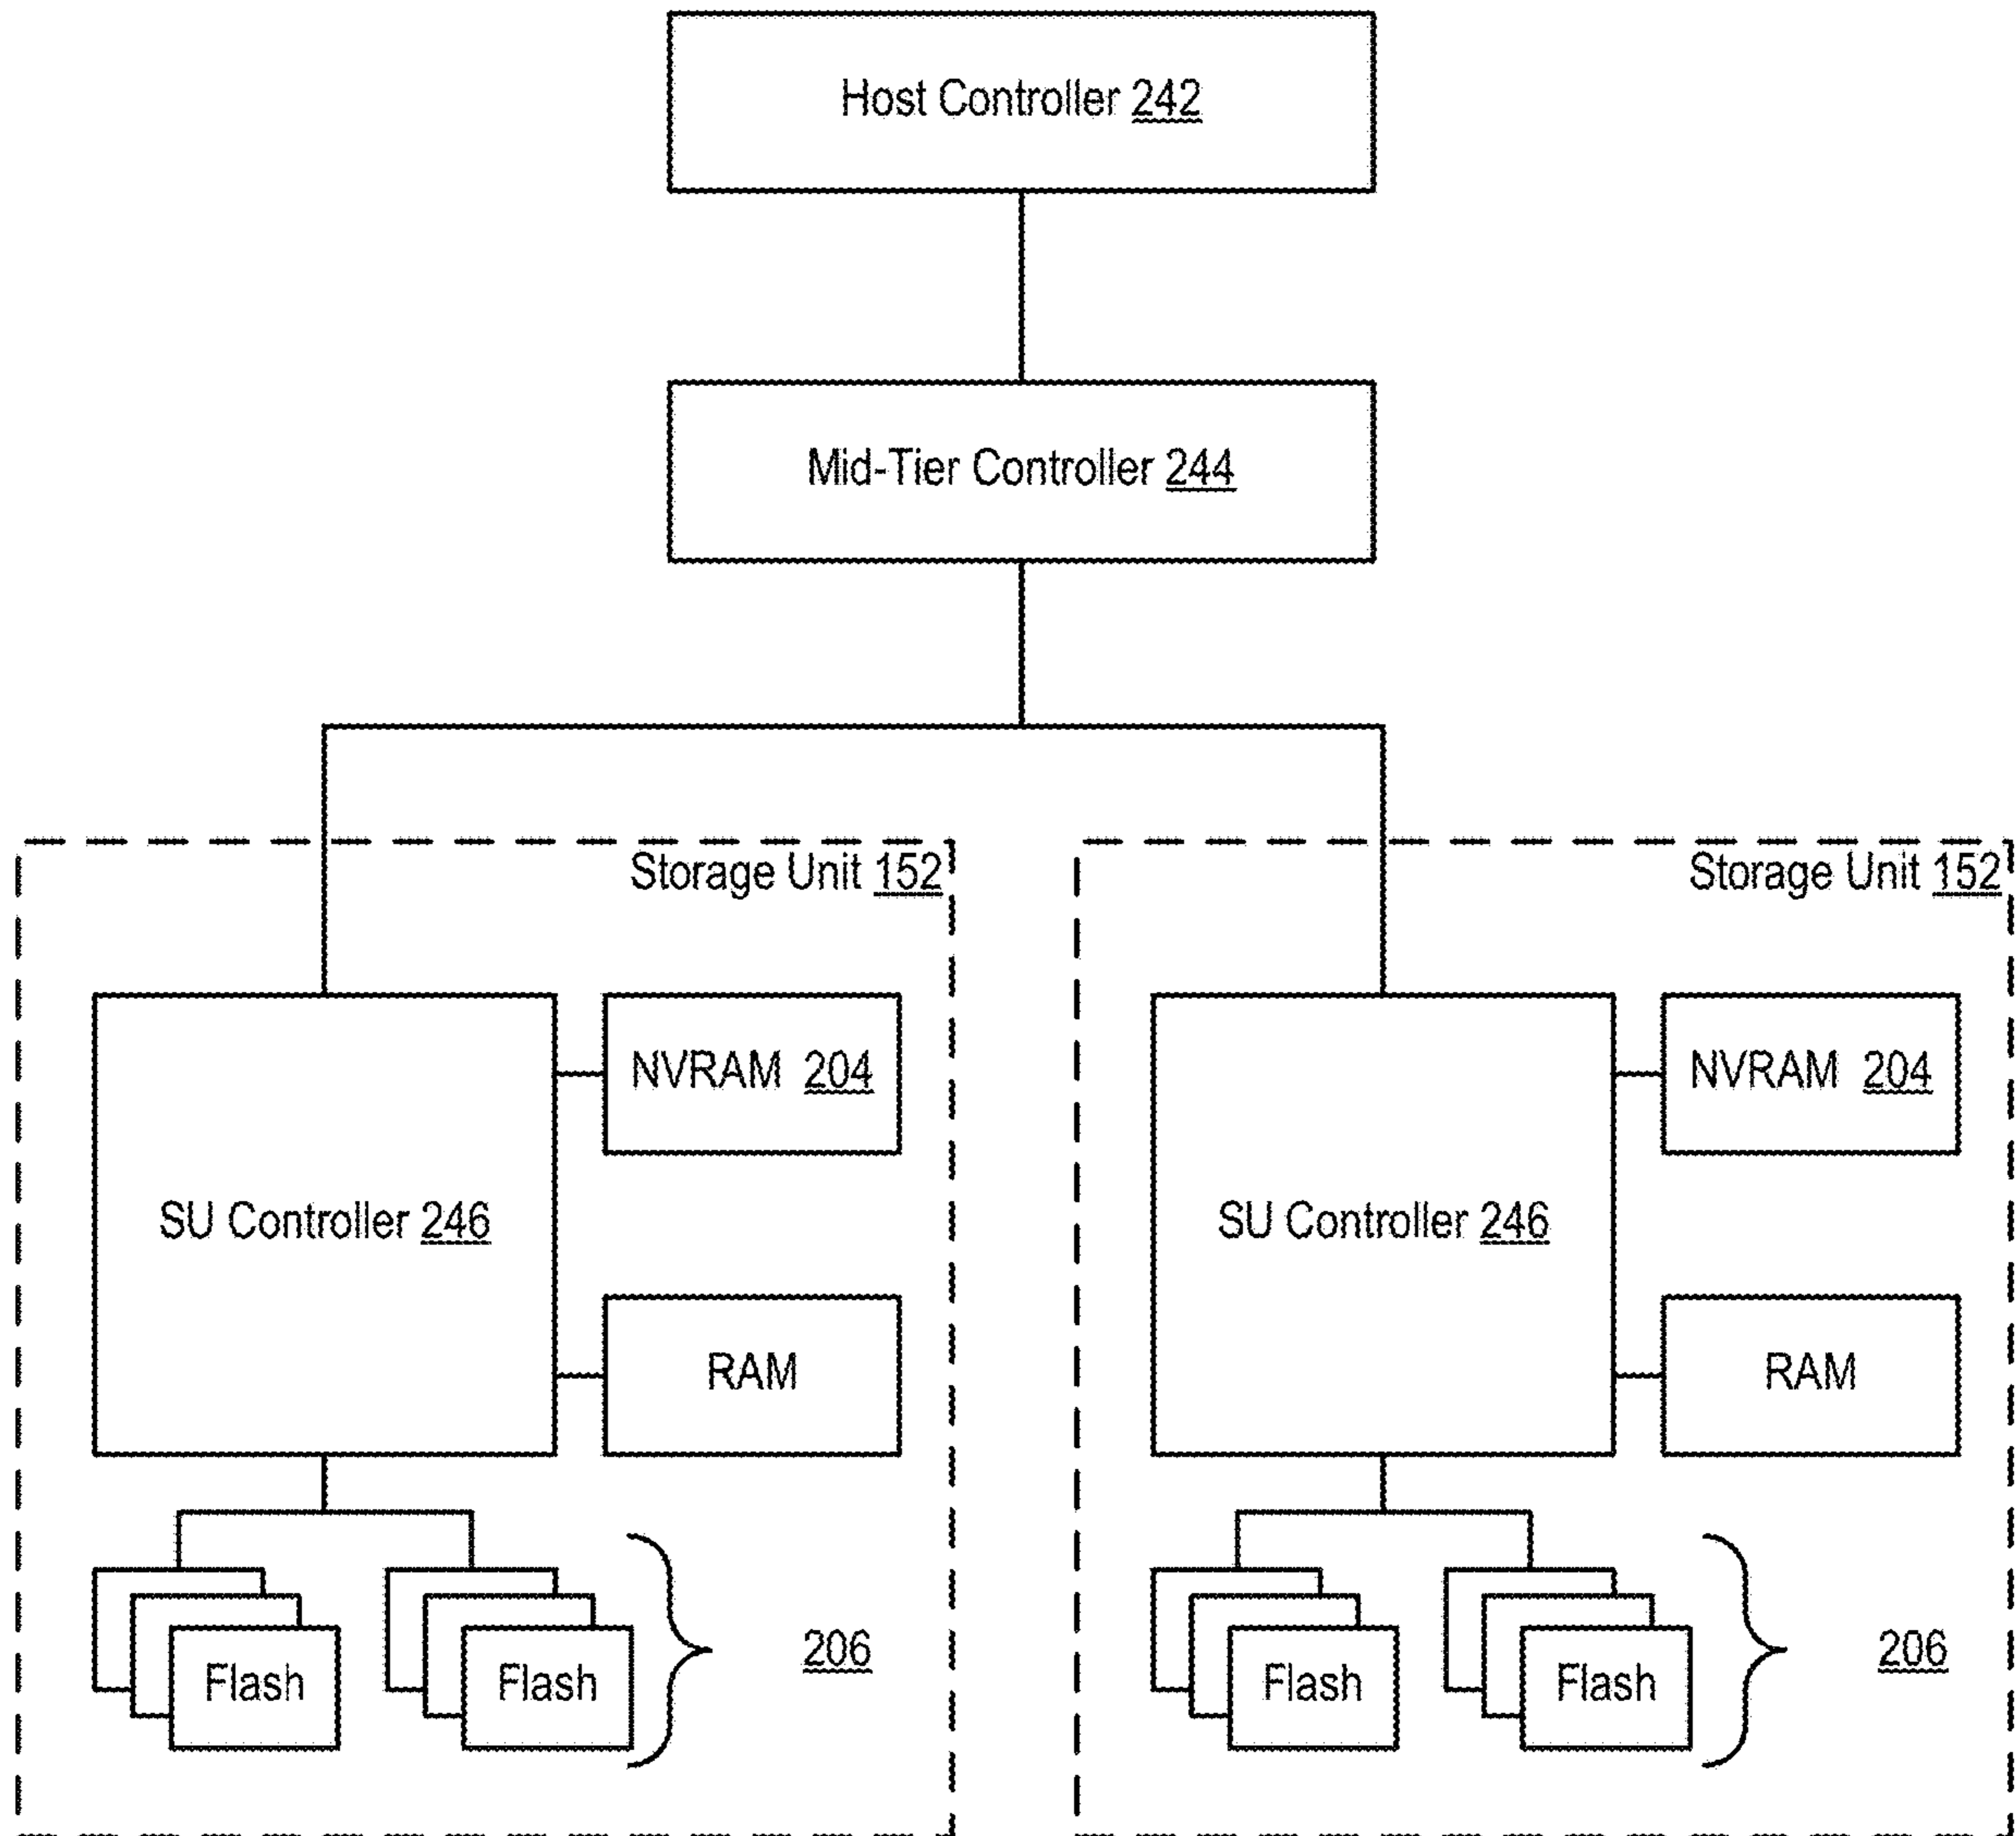 Host Controller 242
Mid-Tier Controller 244
Storage Unit 152
NVRAM 204
SU Controller 246
RAM
Flash
Flash
206
Storage Unit 152
NVRAM 204
SU Controller 246
RAM
Flash
Flash
206